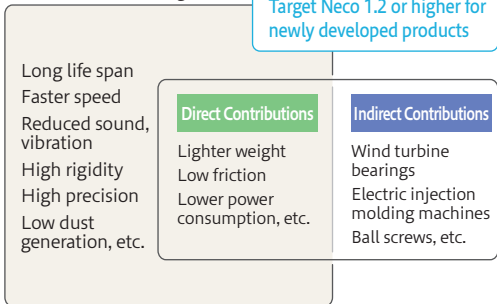 Target Neco 1.2 or higher for
newly developed products
Long life span
Faster speed
Reduced sound,
vibration
High rigidity
High precision
Low dust
generation, etc.
Direct Contributions
Lighter weight
Low friction
Lower power
consumption, etc.
Indirect Contributions
Wind turbine
bearings
Electric injection
molding machines
Ball screws, etc.